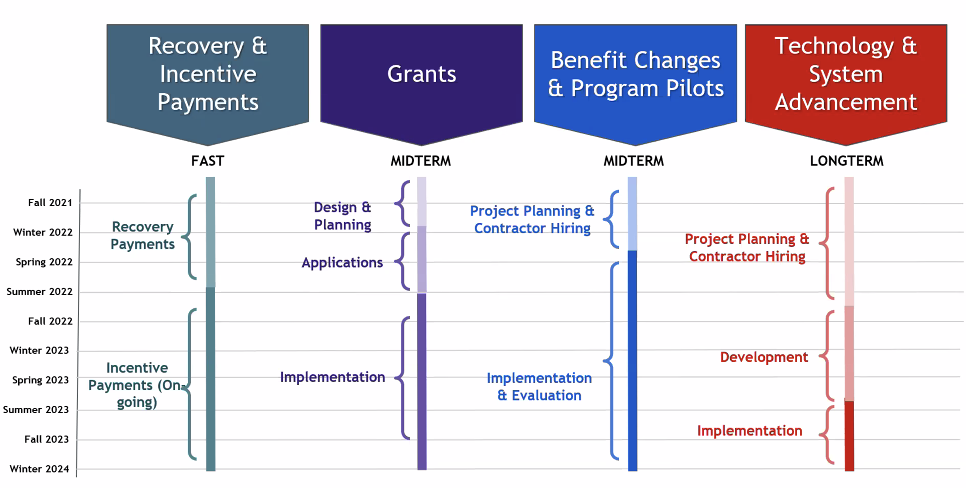 Recovery &
Incentive
Payments
Grants
Benefit Changes
& Program Pilots
Technology &
System
Advancement
FAST
MIDTERM
MIDTERM
LONGTERM
Fall 2021
Winter 2022
Spring 2022
Summer 2022
Fall 2022
Winter 2023
Spring 2023
Summer 2023
Fall 2023
Winter 2024
Recovery
Payments
Incentive
Payments (On-
going)
Design &
Planning
Applications
Implementation
Project Planning &
Contractor Hiring
Implementation
& Evaluation
Project Planning &
Contractor Hiring
Development
Implementation